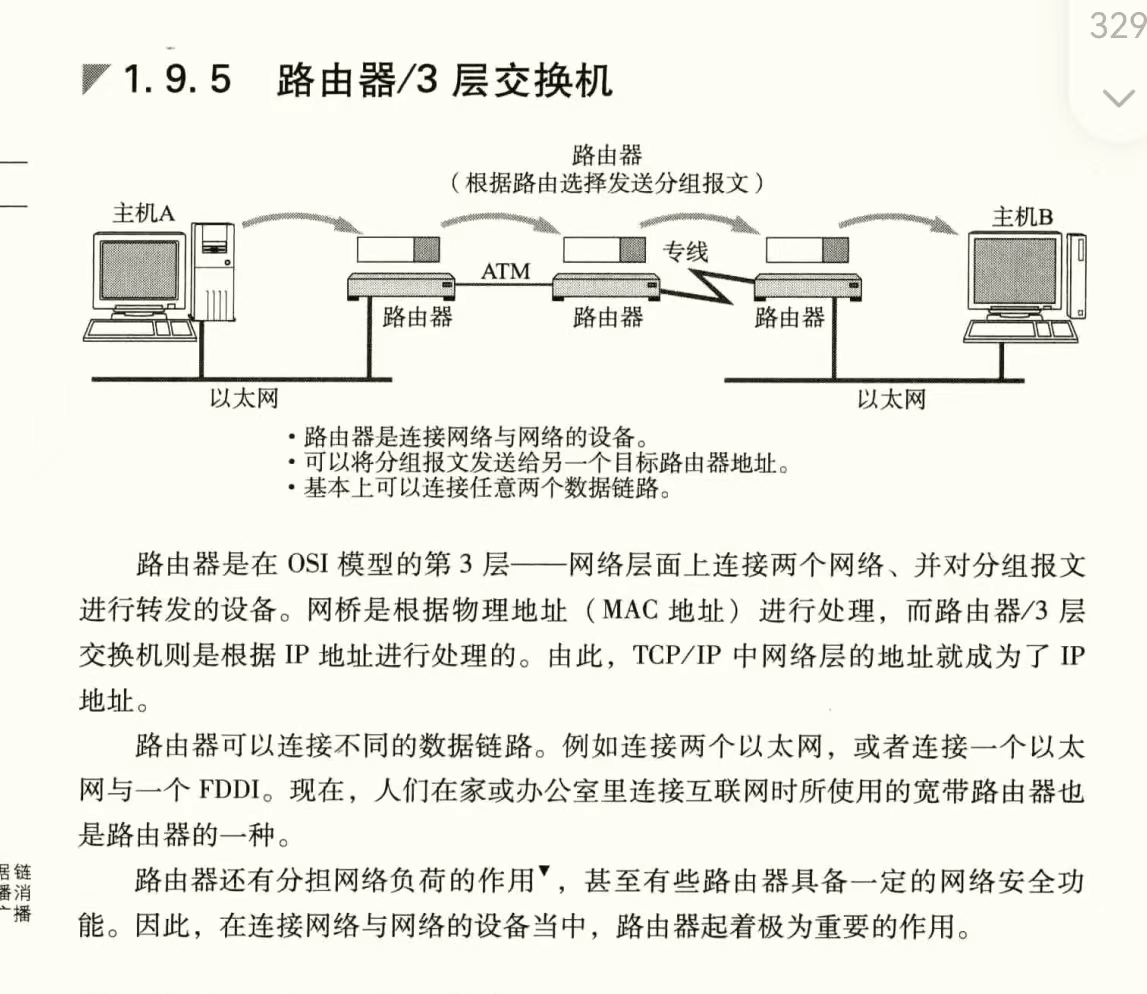 329
1.9.5 路由器/3 层交换机
路由器
（根据路由选择发送分组报文）
主机A
主机B
专线
ATM
路由器
路由器
路由器
以太网
以太网
·路由器是连接网络与网络的设备。
·可以将分组报文发送给另一个目标路由器地址。
·基本上可以连接任意两个数据链路。
路由器是在 OSI 模型的第 3 层——网络层面上连接两个网络、并对分组报文
进行转发的设备。网桥是根据物理地址（MAC 地址）进行处理，而路由器/3 层
交换机则是根据 IP 地址进行处理的。由此，TCP/IP 中网络层的地址就成为了 IP
地址。
路由器可以连接不同的数据链路。例如连接两个以太网，或者连接一个以太
网与一个 FDDI。现在，人们在家或办公室里连接互联网时所使用的宽带路由器也
是路由器的一种。
路由器还有分担网络负荷的作用▼，甚至有些路由器具备一定的网络安全功
能。因此，在连接网络与网络的设备当中，路由器起着极为重要的作用。
链
消
播